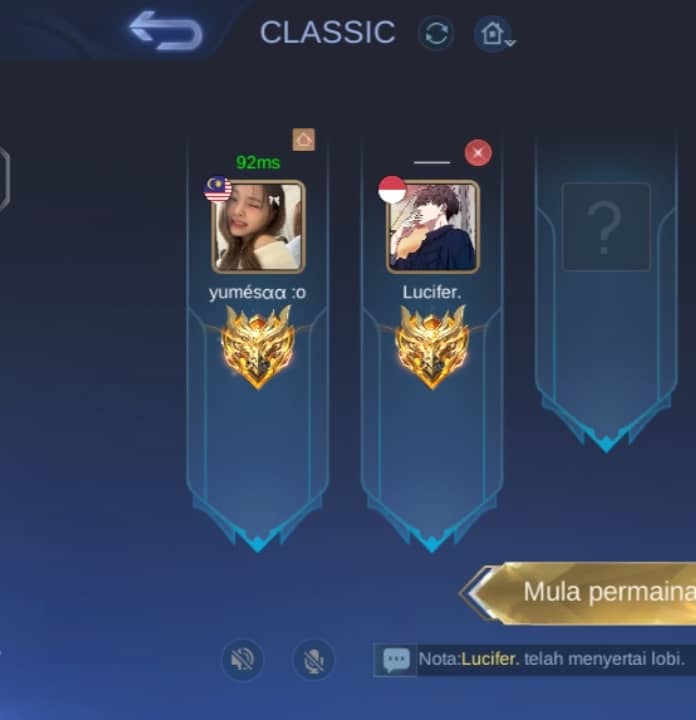 CLASSIC
92ms
yumésαα :o
Lucifer.
?
Mula permaina
Nota:Lucifer. telah menyertai lobi.